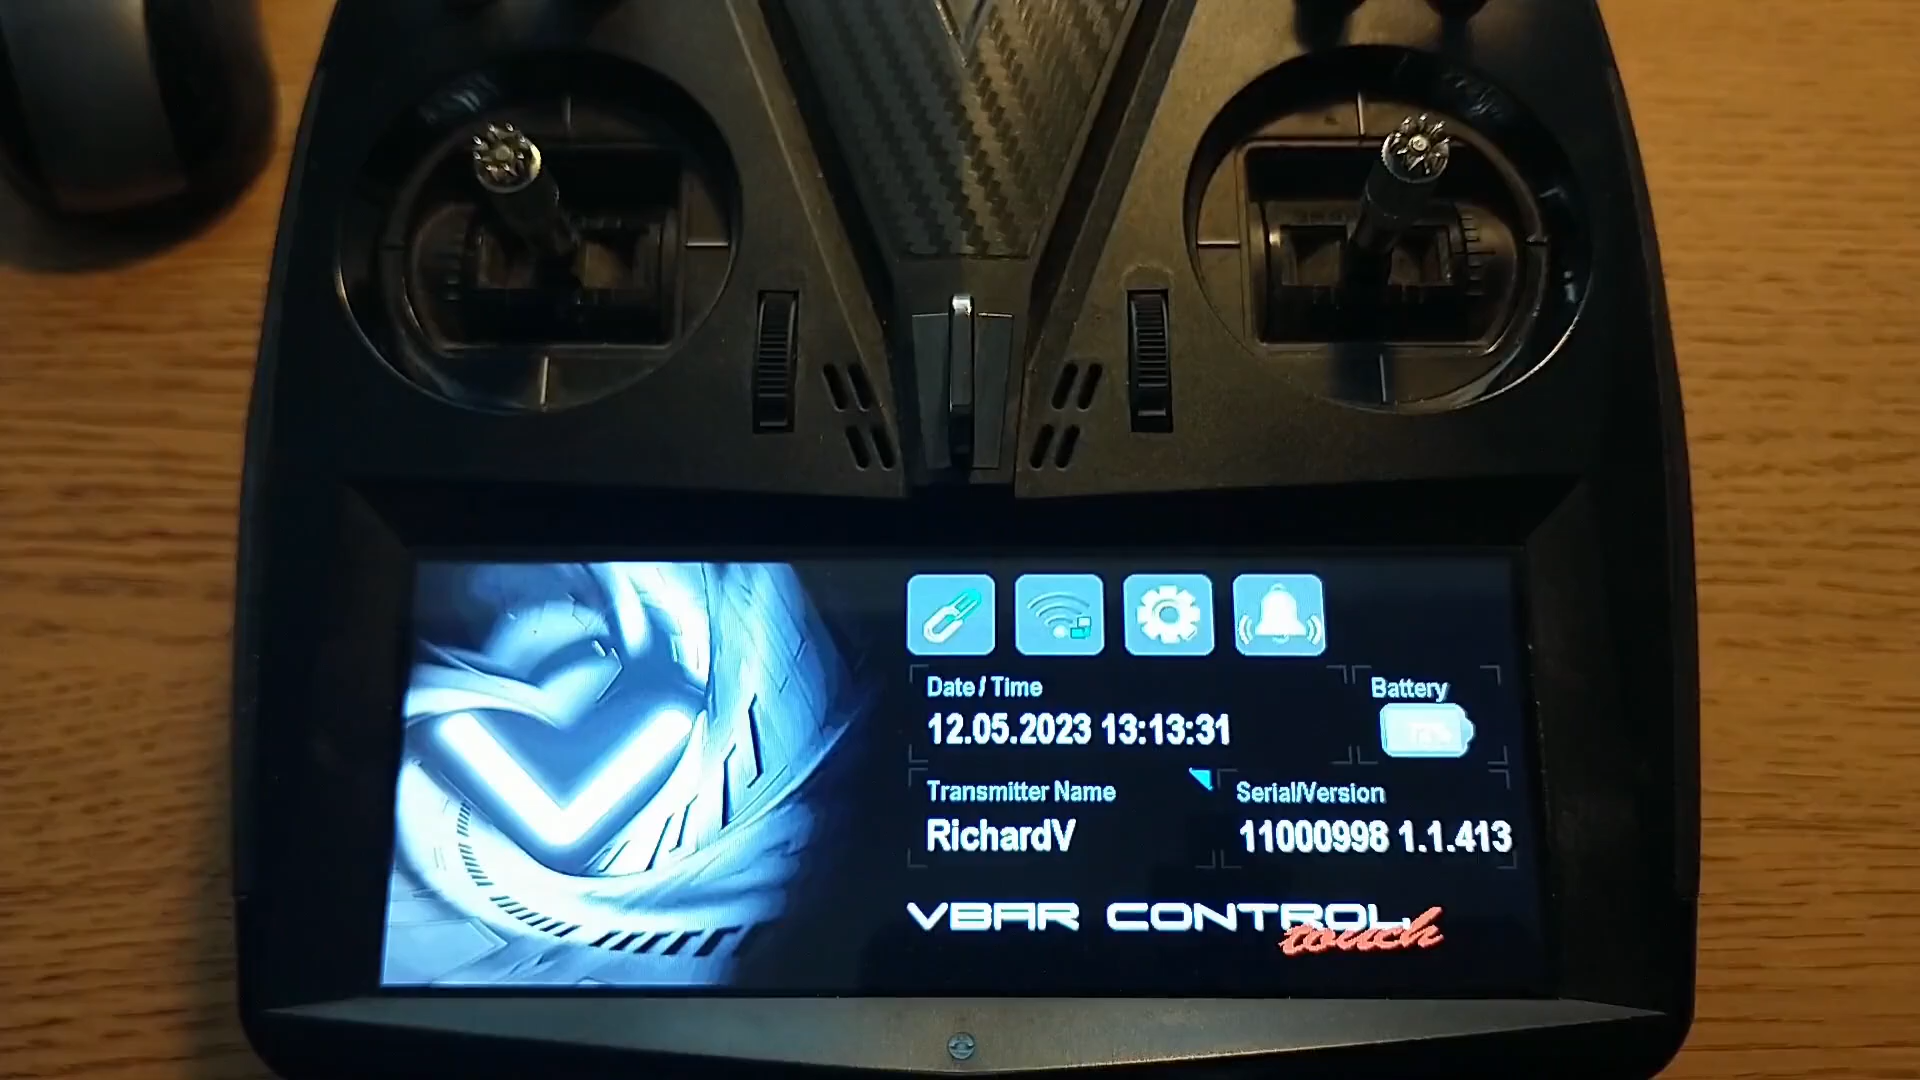 Date / Time
Battery
12.05.2023 13:13:31
Transmitter Name
Serial/Version
RichardV
11000998 1.1.413
VBAR CONTROL
touch